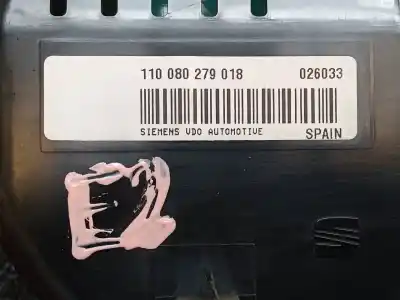 110 080 279 018 026033
SIEMENS VDO AUTOMOTIVE SPAIN